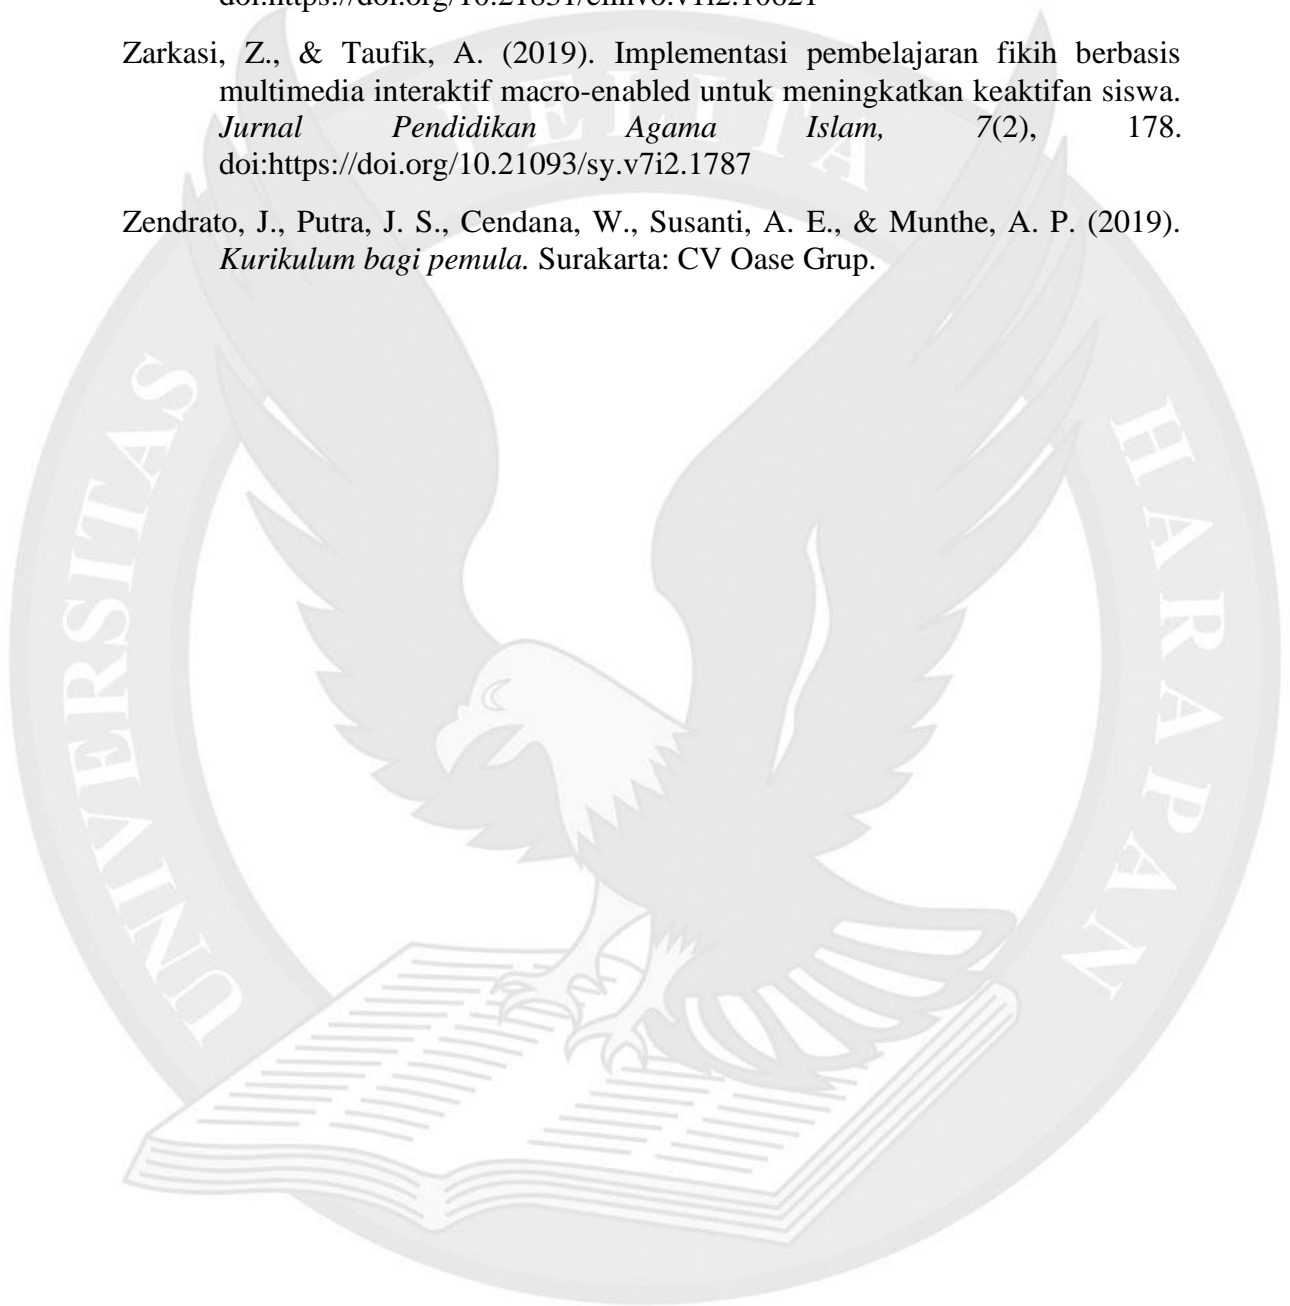 Zarkasi, Z., & Taufik, A. (2019). Implementasi pembelajaran fikih berbasis
multimedia interaktif macro-enabled untuk meningkatkan keaktifan siswa.
Jurnal Pendidikan Agama Islam, 7(2), 178.
doi:https://doi.org/10.21093/sy.v7i2.1787
Zendrato, J., Putra, J. S., Cendana, W., Susanti, A. E., & Munthe, A. P. (2019).
Kurikulum bagi pemula. Surakarta: CV Oase Grup.
UNIVERSITAS
PELITA
HARAPAN